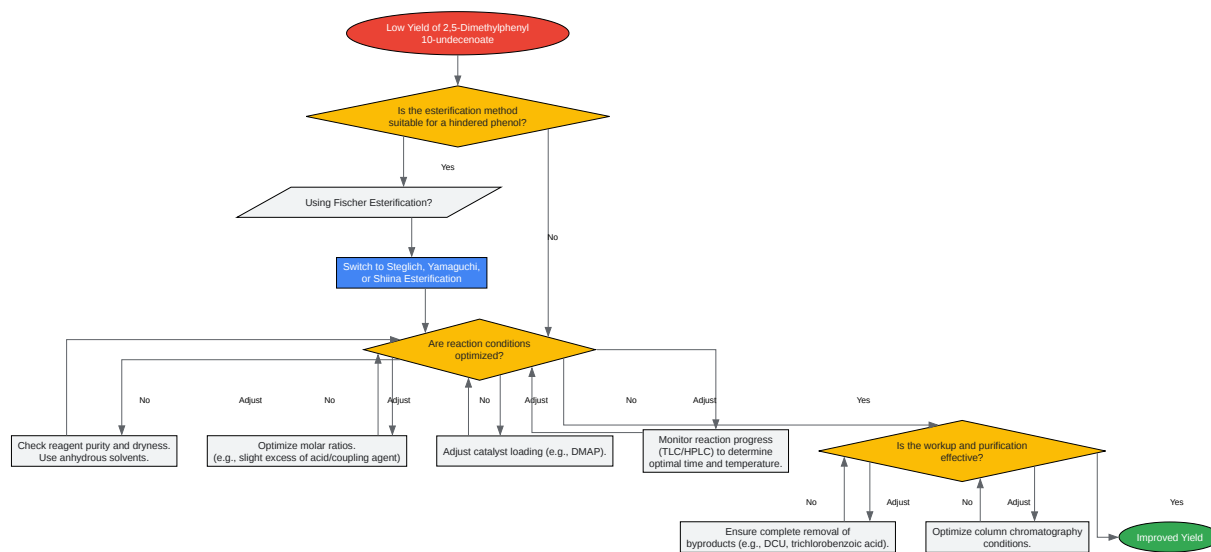 Low Yield of 2,5-Dimethylphenyl
10-undecenoate
Is the esterification method
suitable for a hindered phenol?
Yes
Using Fischer Esterification?
No
Switch to Steglich, Yamaguchi,
or Shiina Esterification
Are reaction conditions
optimized?
No
Adjust
No
Adjust
No
Adjust
No
Adjust
Yes
Check reagent purity and dryness.
Use anhydrous solvents.
Optimize molar ratios.
(e.g., slight excess of acid/coupling agent)
Adjust catalyst loading (e.g., DMAP).
Monitor reaction progress
(TLC/HPLC) to determine
optimal time and temperature.
Is the workup and purification
effective?
No
Adjust
No
Adjust
Yes
Ensure complete removal of
byproducts (e.g., DCU, trichlorobenzoic acid).
Optimize column chromatography
conditions.
Improved Yield